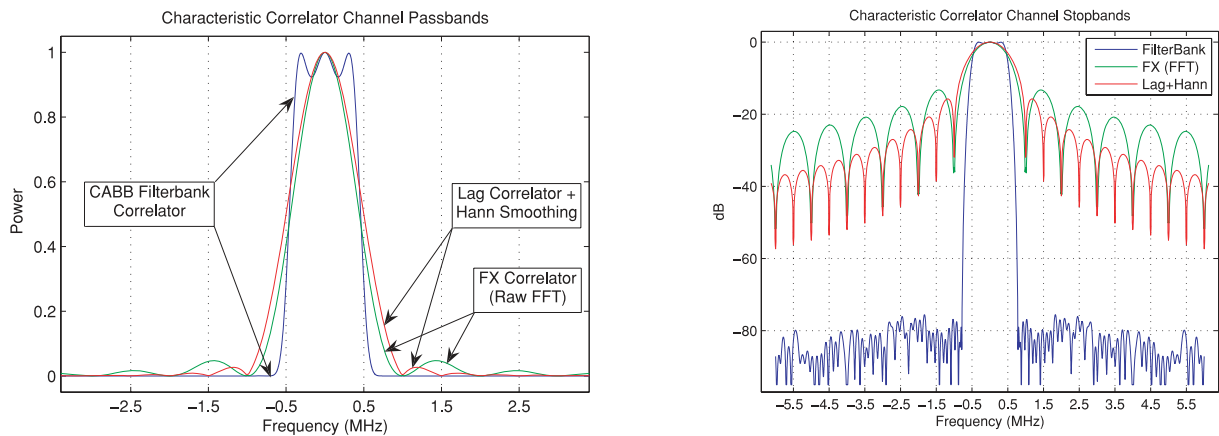 Characteristic Correlator Channel Passbands
1
0.8
0.6
0.4
0.2
0
Power
CABB Filterbank
Correlator
Lag Correlator +
Hann Smoothing
FX Correlator
(Raw FFT)
−2.5 −1.5 −0.5 0.5 1.5 2.5
Frequency (MHz)
Characteristic Correlator Channel Stopbands
0
−20
−40
−60
−80
dB
FilterBank
FX (FFT)
Lag+Hann
−5.5 −4.5 −3.5 −2.5 −1.5 −0.5 0.5 1.5 2.5 3.5 4.5 5.5
Frequency (MHz)